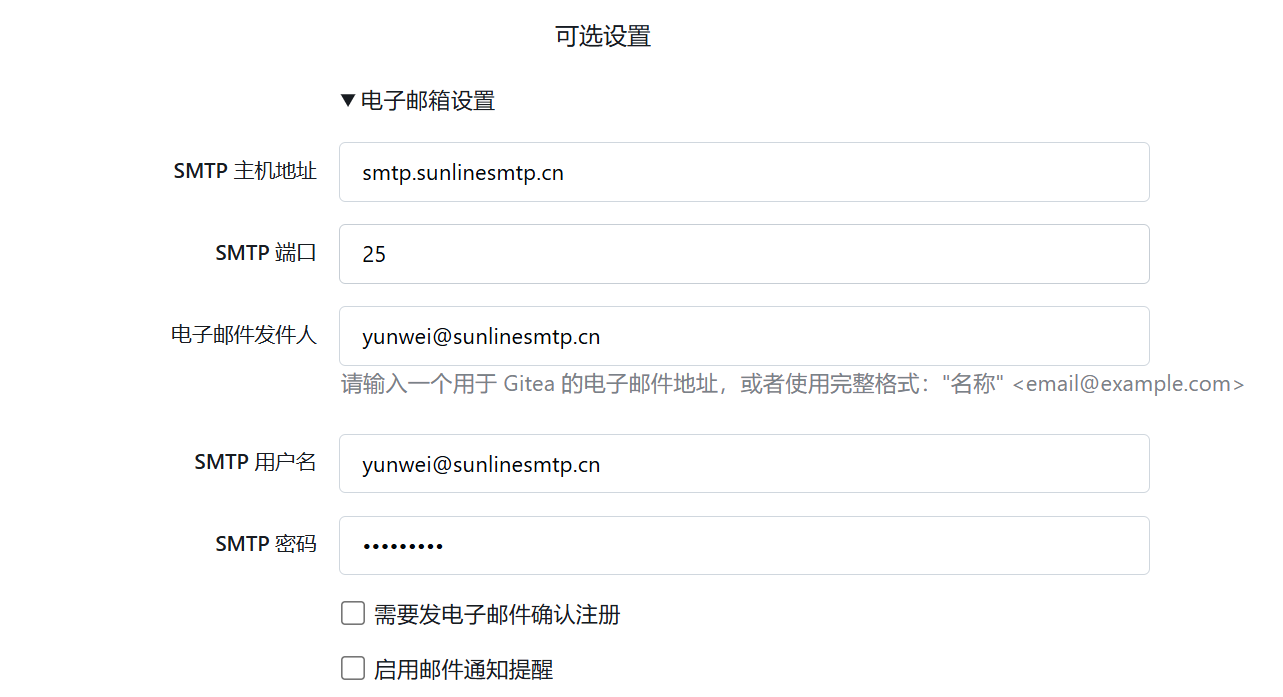 可选设置
▼电子邮箱设置
SMTP 主机地址
smtp.sunlinesmtp.cn
SMTP 端口
25
电子邮件发件人
yunwei@sunlinesmtp.cn
请输入一个用于 Gitea 的电子邮件地址，或者使用完整格式："名称" <email@example.com>
SMTP 用户名
yunwei@sunlinesmtp.cn
SMTP 密码
•••••••••
需要发电子邮件确认注册
启用邮件通知提醒